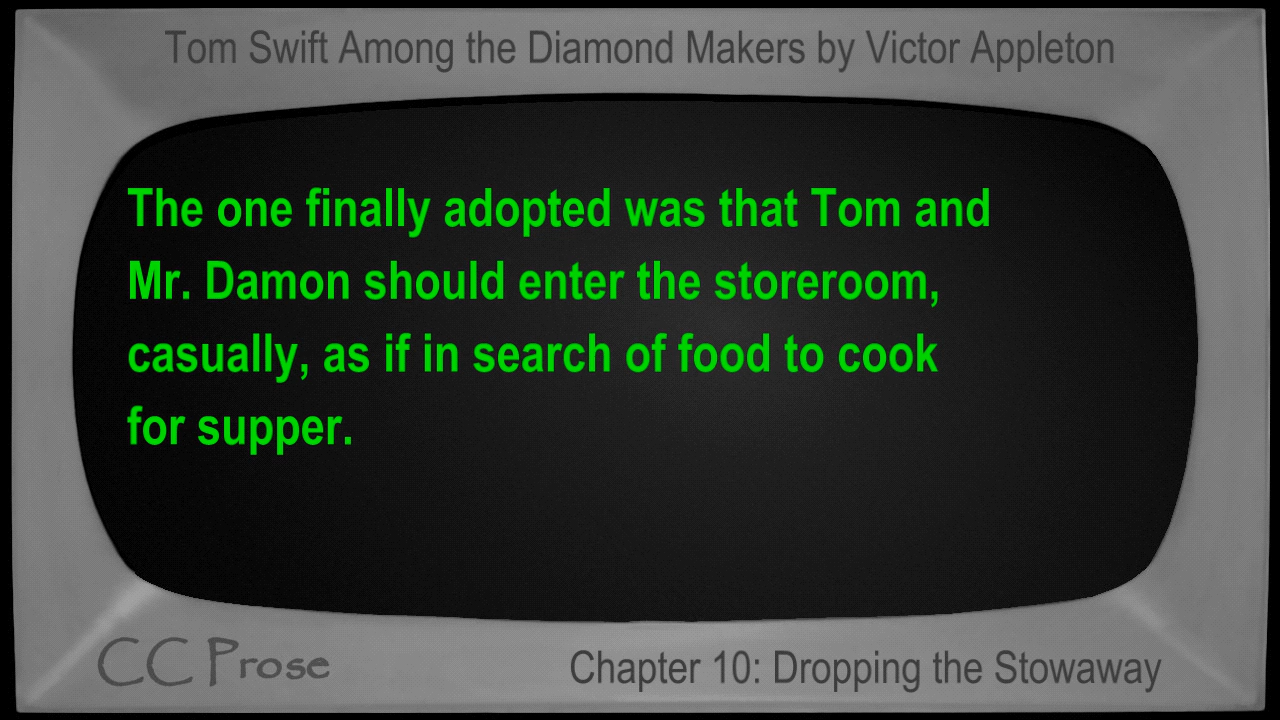 Tom Swift Among the Diamond Makers by Victor Appleton
The one finally adopted was that Tom and
Mr. Damon should enter the storeroom,
casually, as if in search of food to cook
for supper.
CC Prose
Chapter 10: Dropping the Stowaway